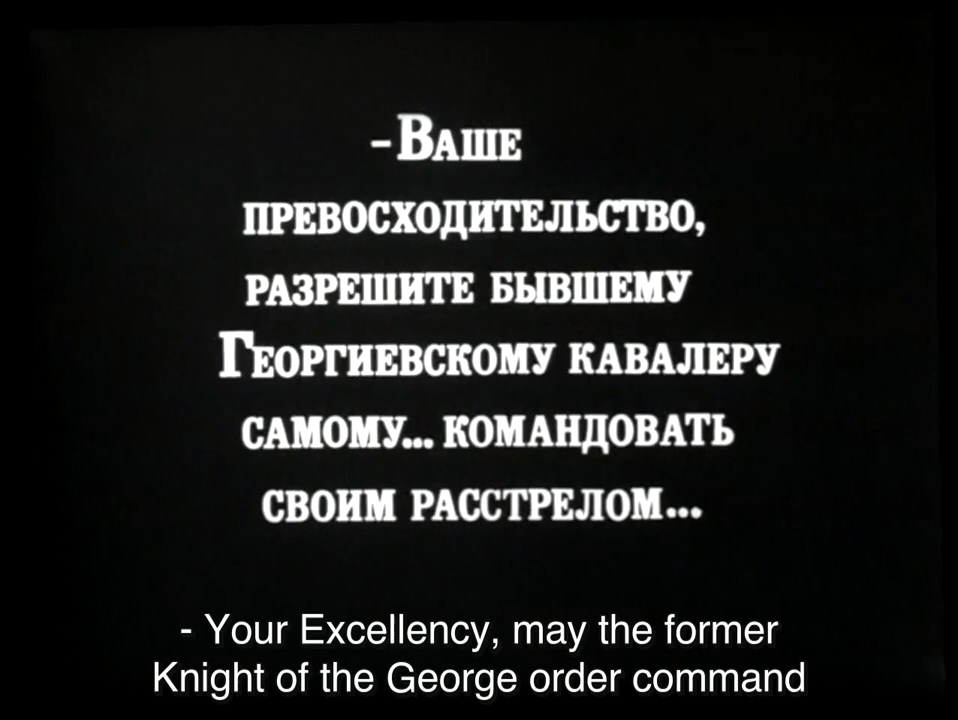 -Ваше
превосходительство,
разрешите бывшему
Георгиевскому кавалеру
самому... командовать
своим расстрелом...
- Your Excellency, may the former
Knight of the George order command